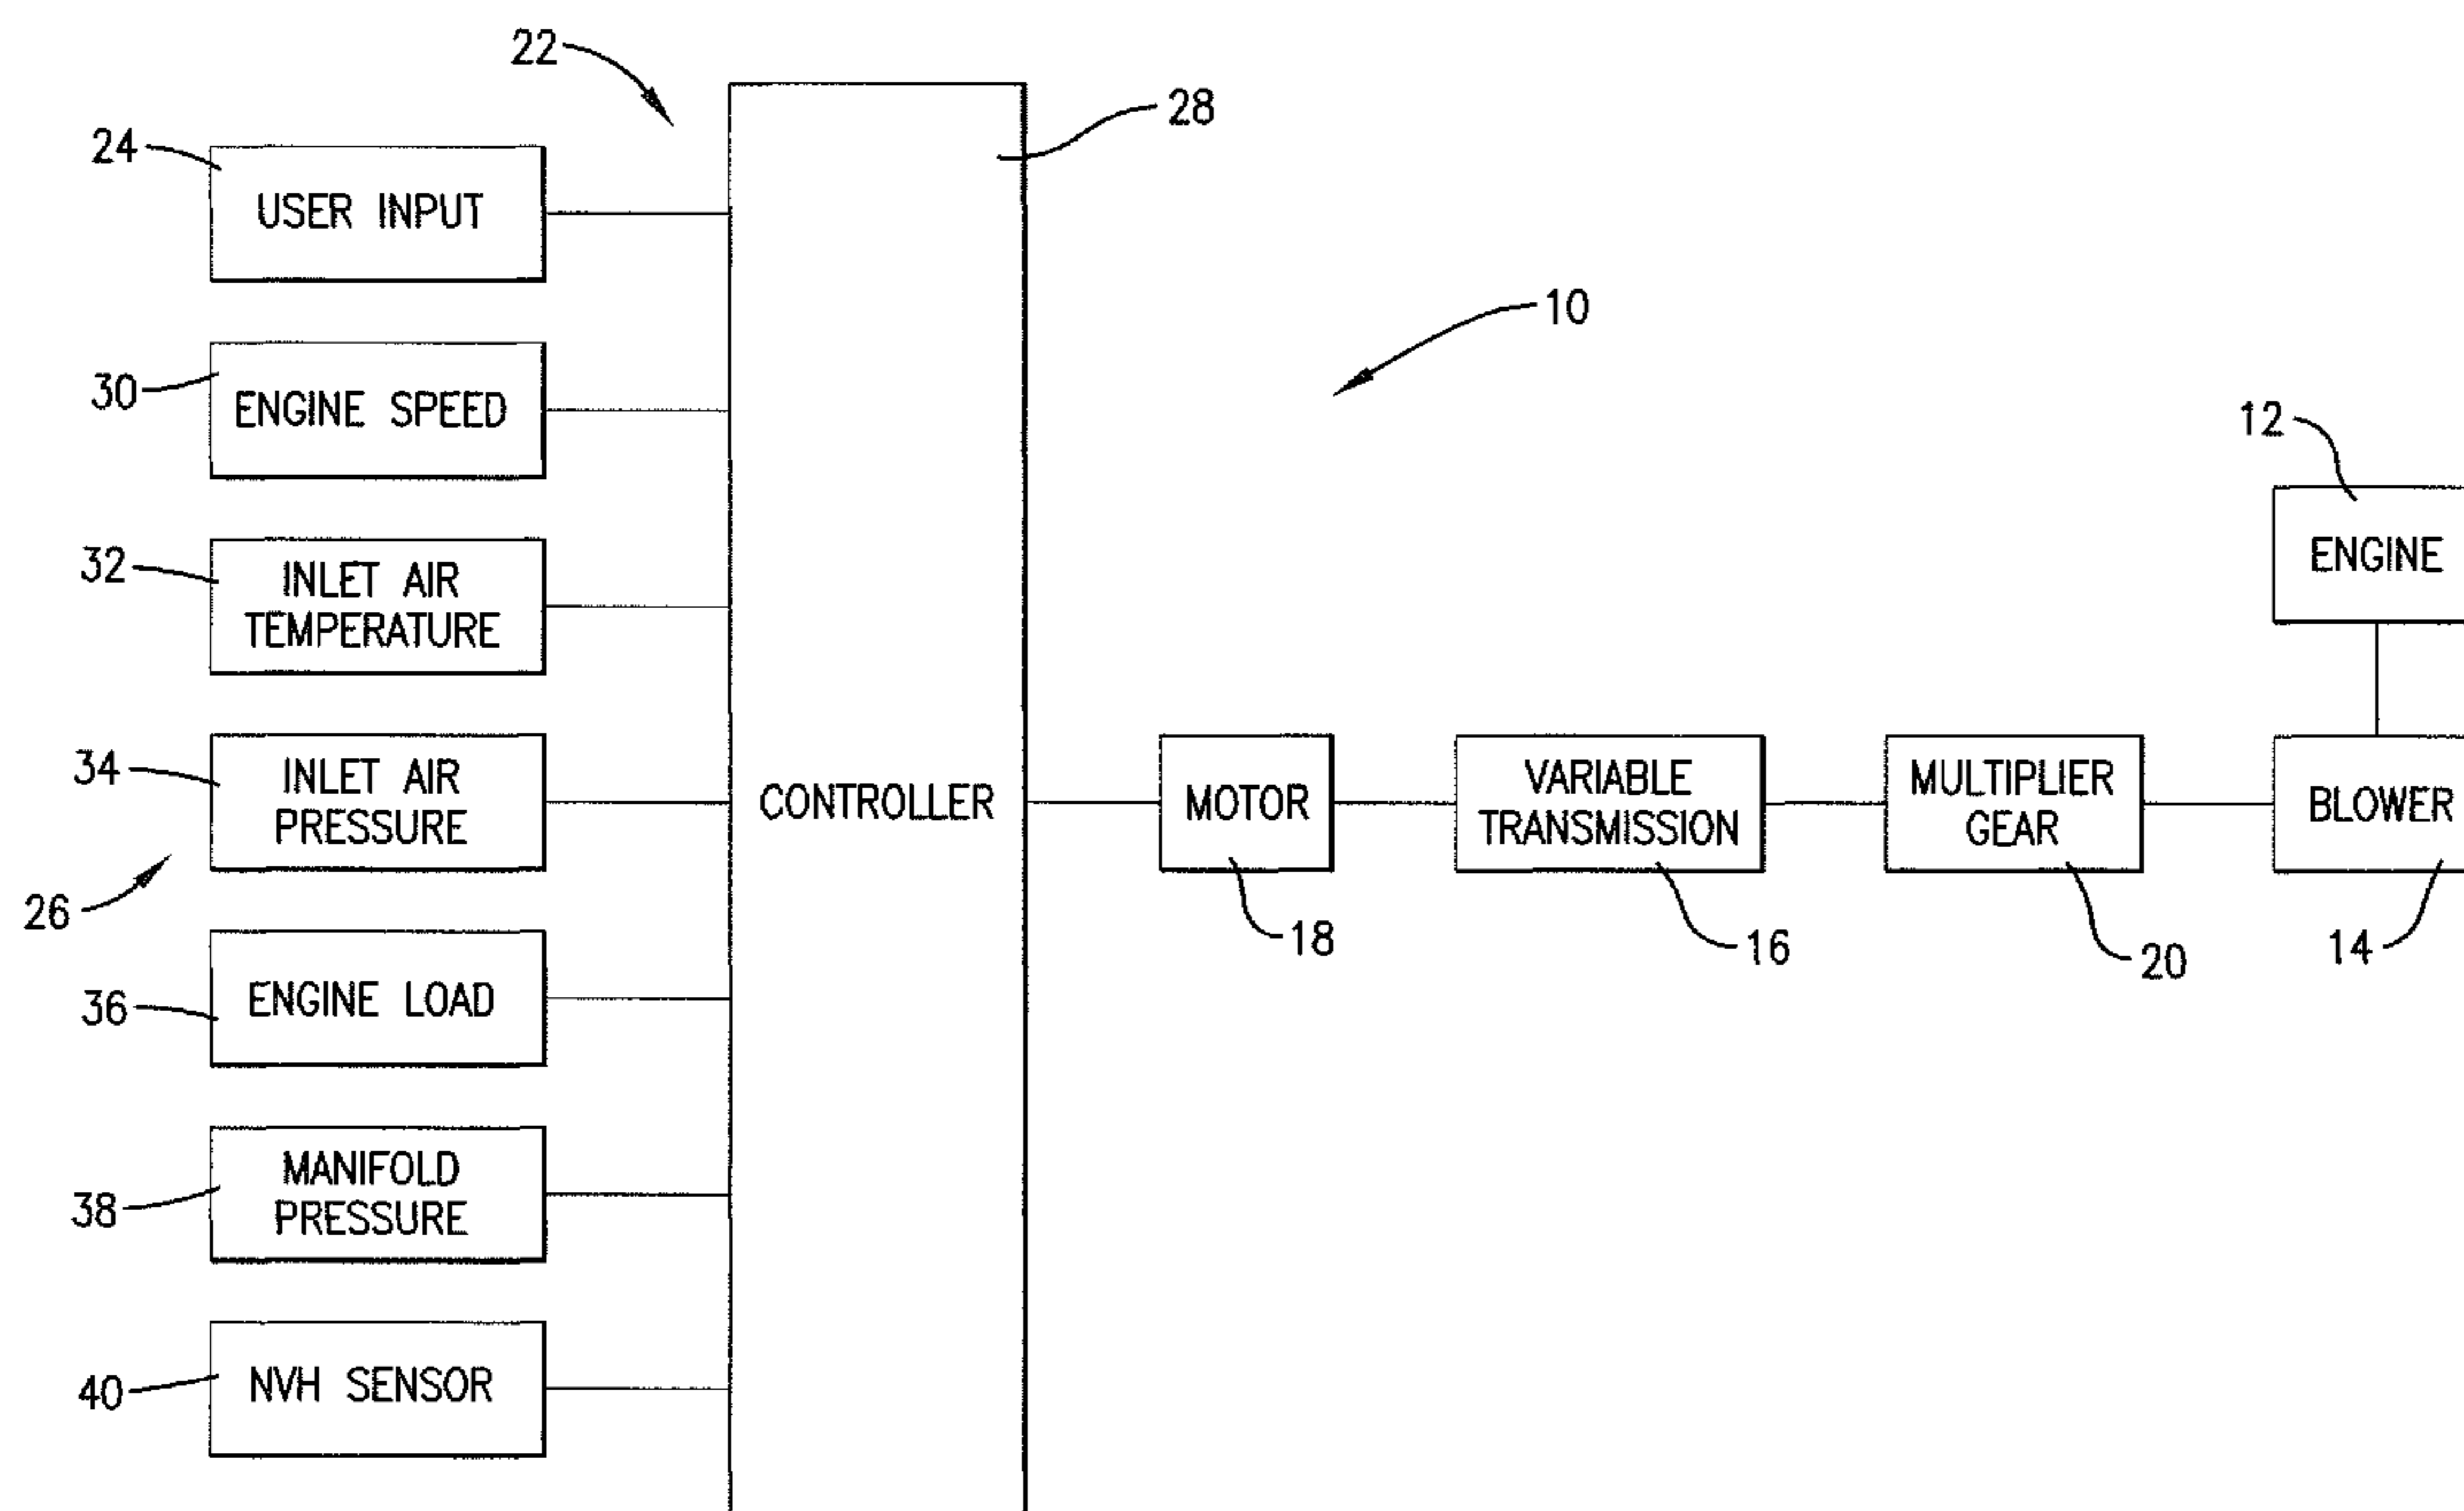 22
28
24
USER INPUT
10
30
ENGINE SPEED
12
ENGINE
32
INLET AIR
TEMPERATURE
34
INLET AIR
PRESSURE
CONTROLLER
MOTOR
VARIABLE
TRANSMISSION
MULTIPLIER
GEAR
BLOWER
26
18
16
20
14
36
ENGINE LOAD
38
MANIFOLD
PRESSURE
40
NVH SENSOR